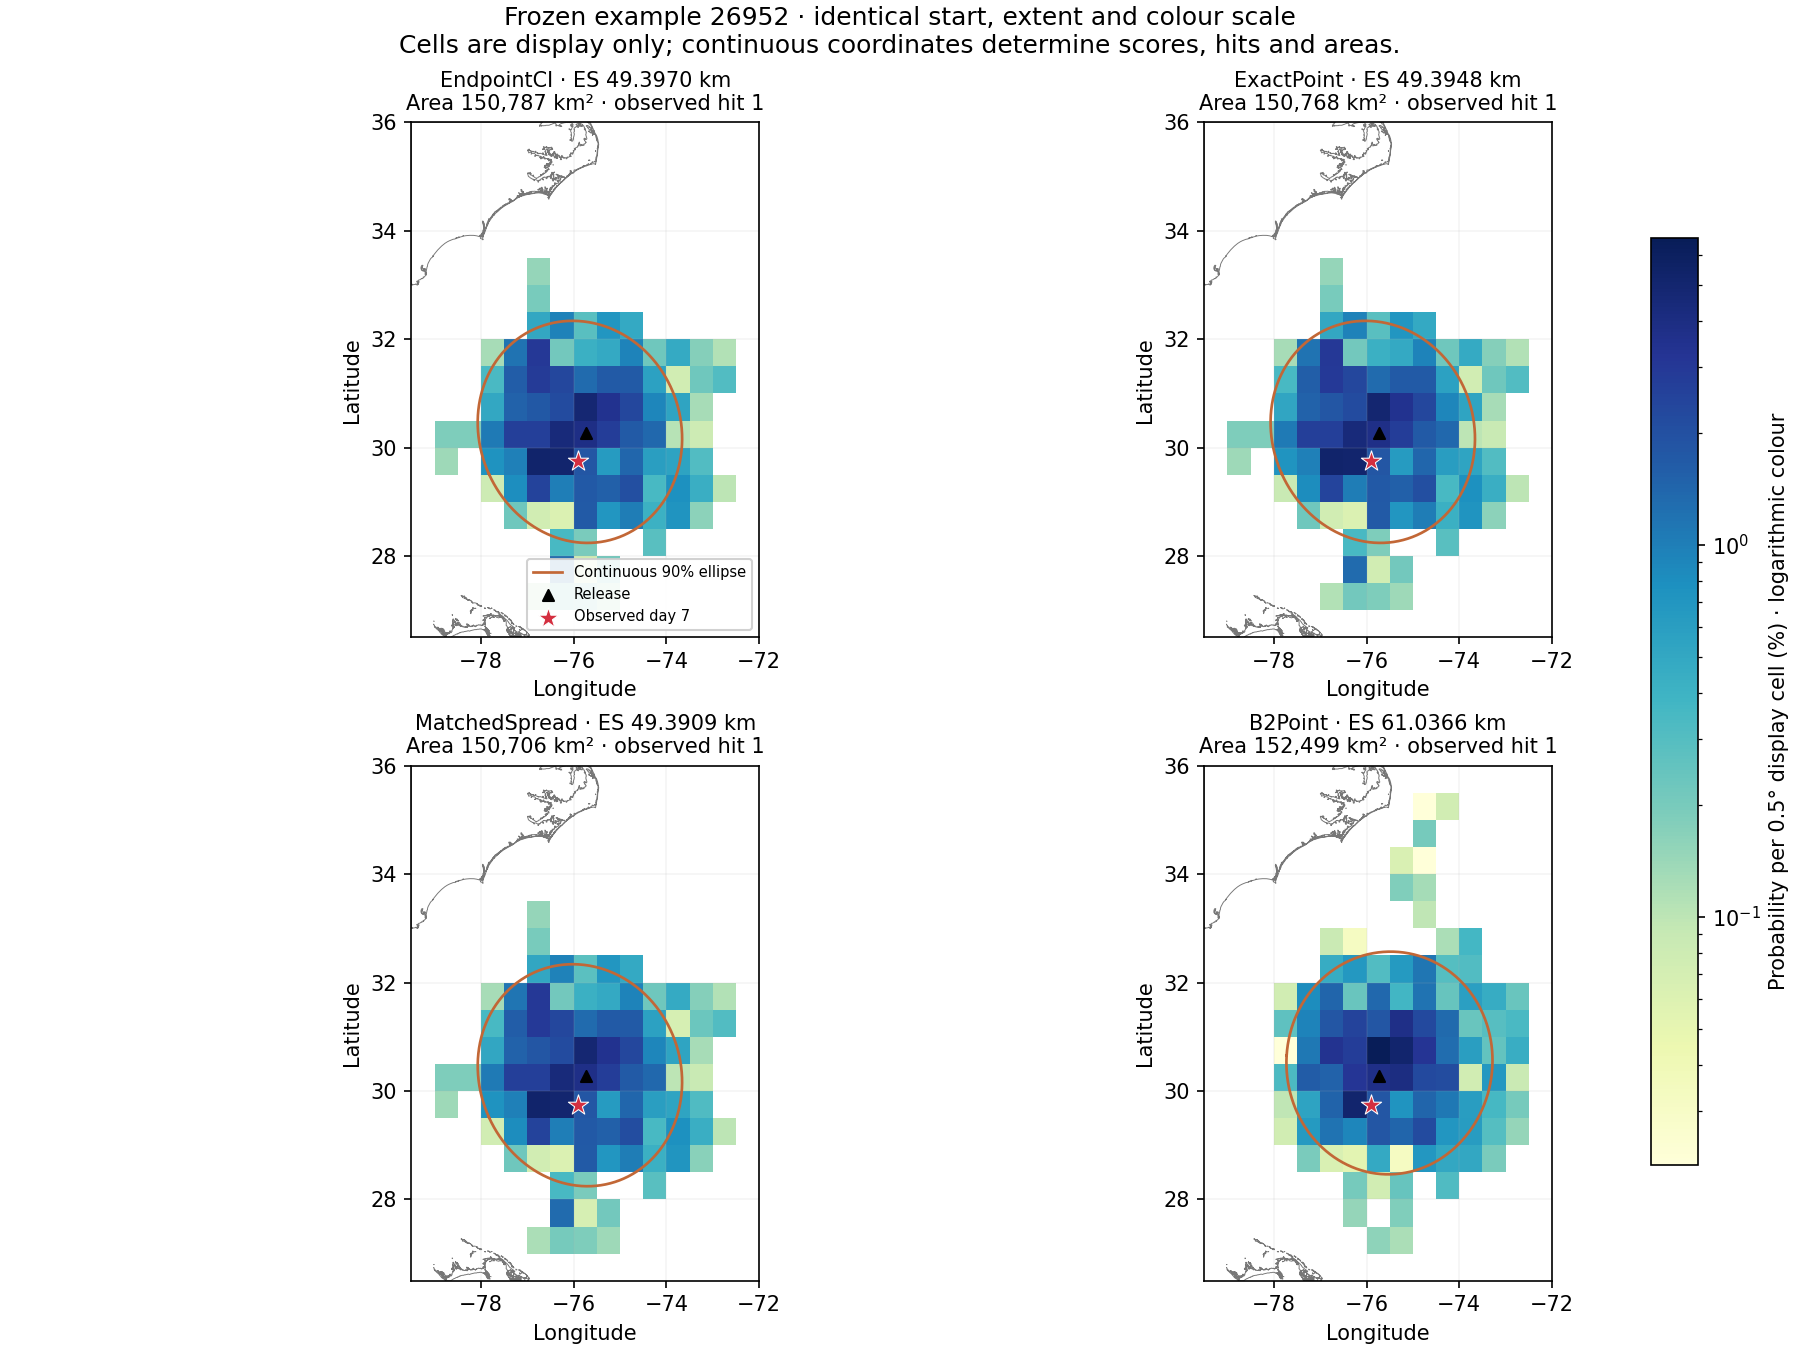 Frozen example 26952 · identical start, extent and colour scale
Cells are display only; continuous coordinates determine scores, hits and areas.
EndpointCI · ES 49.3970 km
Area 150,787 km² · observed hit 1
36
34
32
30
28
Latitude
−78
−76
−74
−72
Longitude
Continuous 90% ellipse
Release
Observed day 7
ExactPoint · ES 49.3948 km
Area 150,768 km² · observed hit 1
36
34
32
30
28
Latitude
−78
−76
−74
−72
Longitude
MatchedSpread · ES 49.3909 km
Area 150,706 km² · observed hit 1
36
34
32
30
28
Latitude
−78
−76
−74
−72
Longitude
B2Point · ES 61.0366 km
Area 152,499 km² · observed hit 1
36
34
32
30
28
Latitude
−78
−76
−74
−72
Longitude
10⁰
10⁻¹
Probability per 0.5° display cell (%) · logarithmic colour